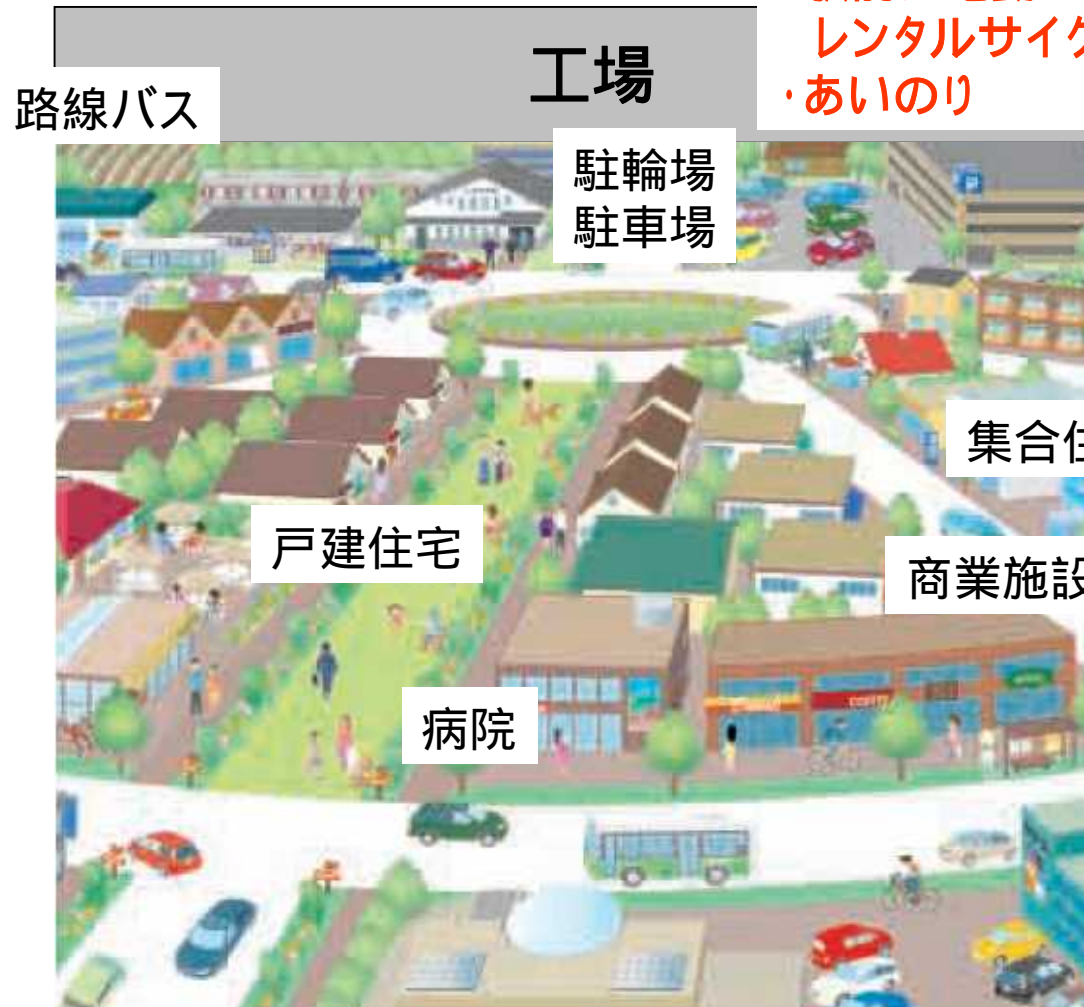 レンタルサイク
・あいのり
工場
路線バス
駐輪場
駐車場
集合住
戸建住宅
商業施設
病院